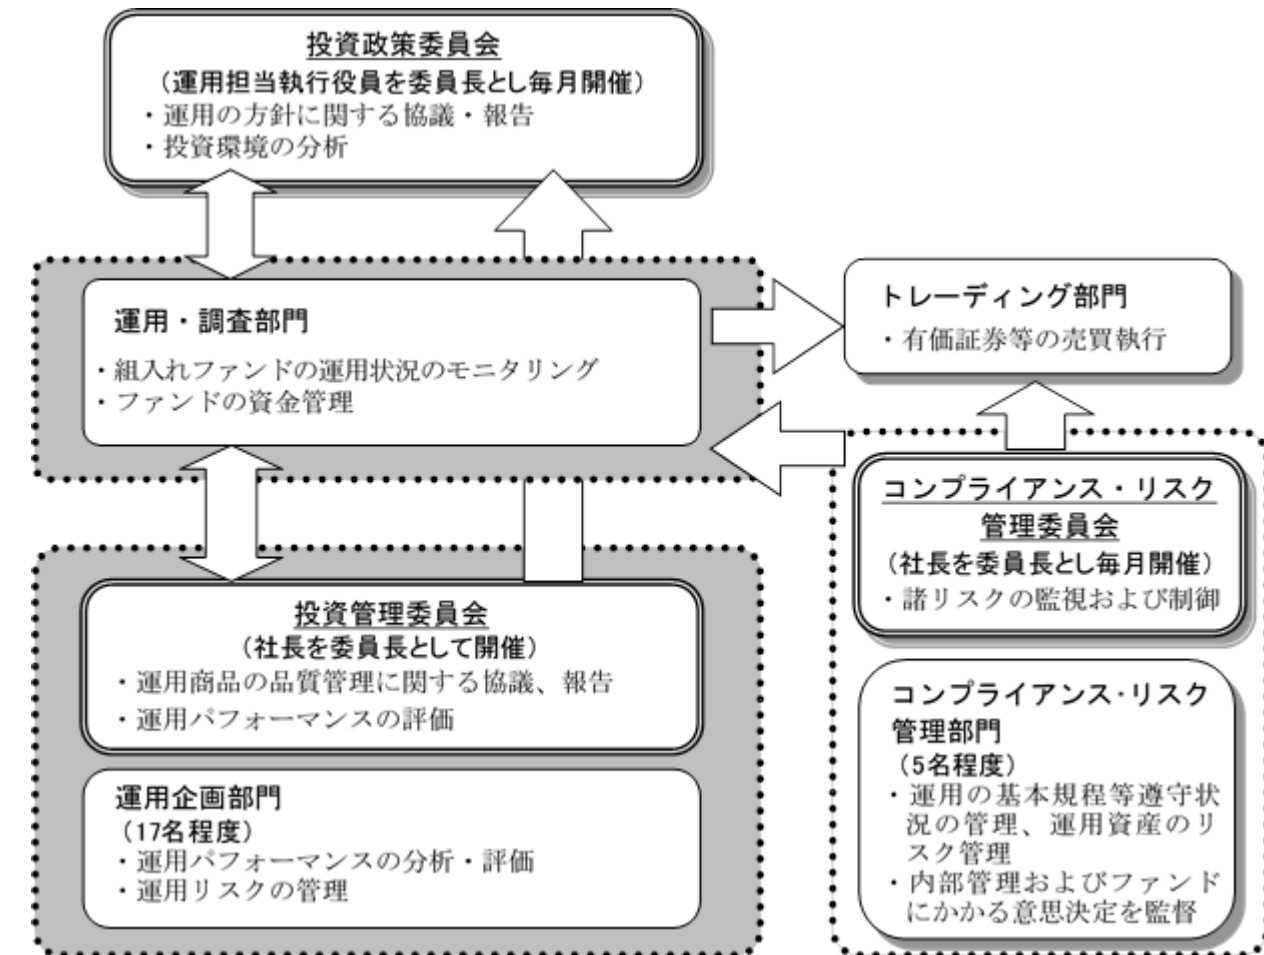 投資政策委員会
（運用担当執行役員を委員長とし毎月開催）
・運用の方針に関する協議・報告
・投資環境の分析
運用・調査部門
・組入れファンドの運用状況のモニタリング
・ファンドの資金管理
トレーディング部門
・有価証券等の売買執行
コンプライアンス・リスク
管理委員会
（社長を委員長とし毎月開催）
・諸リスクの監視および制御
投資管理委員会
（社長を委員長として開催）
・運用商品の品質管理に関する協議、報告
・運用パフォーマンスの評価
運用企画部門
（17名程度）
・運用パフォーマンスの分析・評価
・運用リスクの管理
コンプライアンス・リスク
管理部門
（5名程度）
・運用の基本規程等遵守状
況の管理、運用資産のリ
スク管理
・内部管理およびファンド
にかかる意思決定を監督